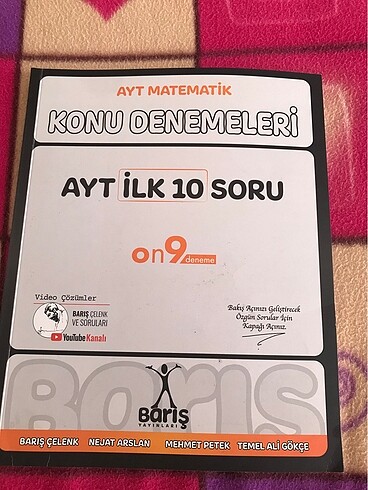 AYT MATEMATİK
KONU DENEMELERİ
AYT İLK 10 SORU
on9 deneme
Video Çözümler
BARIŞ ÇELENK
VE SORULARI
YouTube Kanalı
Bakış Açınızı Geliştirecek
Özgün Sorular İçin
Kapağı Açınız.
BARIŞ
Barış
YAYINLARI
BARIŞ ÇELENK NEJAT ARSLAN MEHMET PETEK TEMEL ALİ GÖKÇE